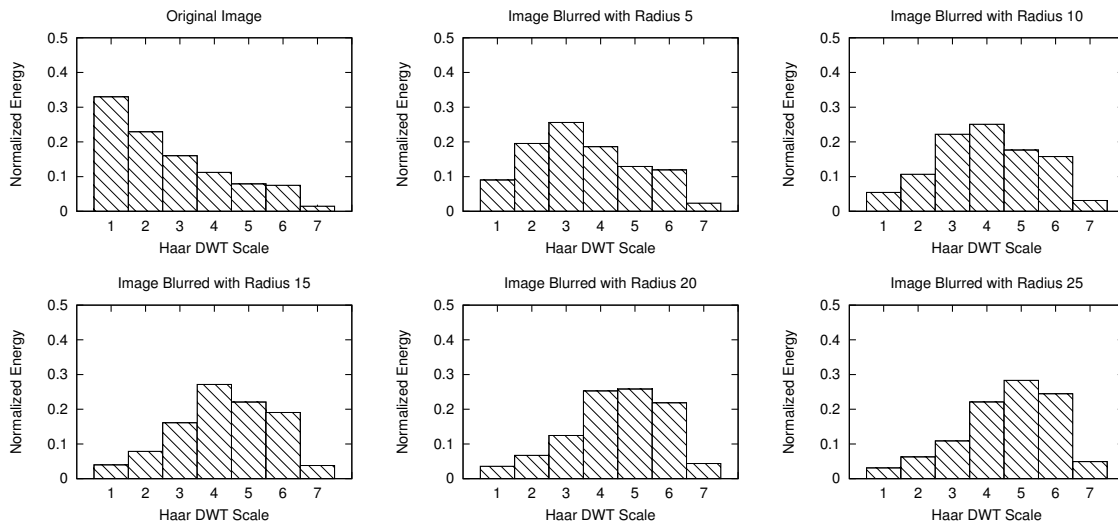 Original Image
0.5
0.4
0.3
0.2
0.1
0
Normalized Energy
1 2 3 4 5 6 7
Haar DWT Scale
Image Blurred with Radius 5
0.5
0.4
0.3
0.2
0.1
0
Normalized Energy
1 2 3 4 5 6 7
Haar DWT Scale
Image Blurred with Radius 10
0.5
0.4
0.3
0.2
0.1
0
Normalized Energy
1 2 3 4 5 6 7
Haar DWT Scale
Image Blurred with Radius 15
0.5
0.4
0.3
0.2
0.1
0
Normalized Energy
1 2 3 4 5 6 7
Haar DWT Scale
Image Blurred with Radius 20
0.5
0.4
0.3
0.2
0.1
0
Normalized Energy
1 2 3 4 5 6 7
Haar DWT Scale
Image Blurred with Radius 25
0.5
0.4
0.3
0.2
0.1
0
Normalized Energy
1 2 3 4 5 6 7
Haar DWT Scale